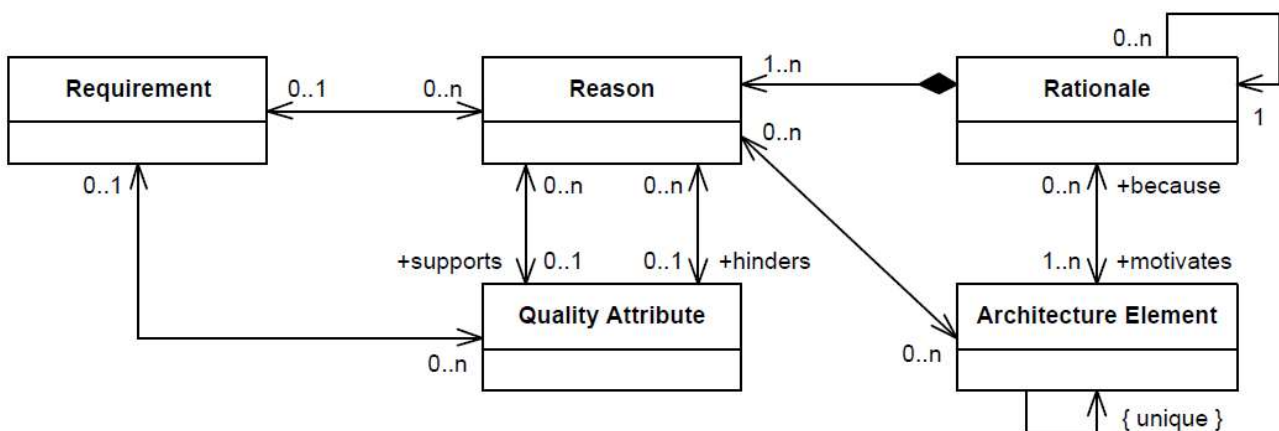 0..n
Requirement
0..1
0..n
Reason
1..n
Rationale
1
0..n
0..1
0..n
0..n
0..n
+because
+supports
0..1
0..1
+hinders
1..n
+motivates
Quality Attribute
Architecture Element
0..n
0..n
{ unique }